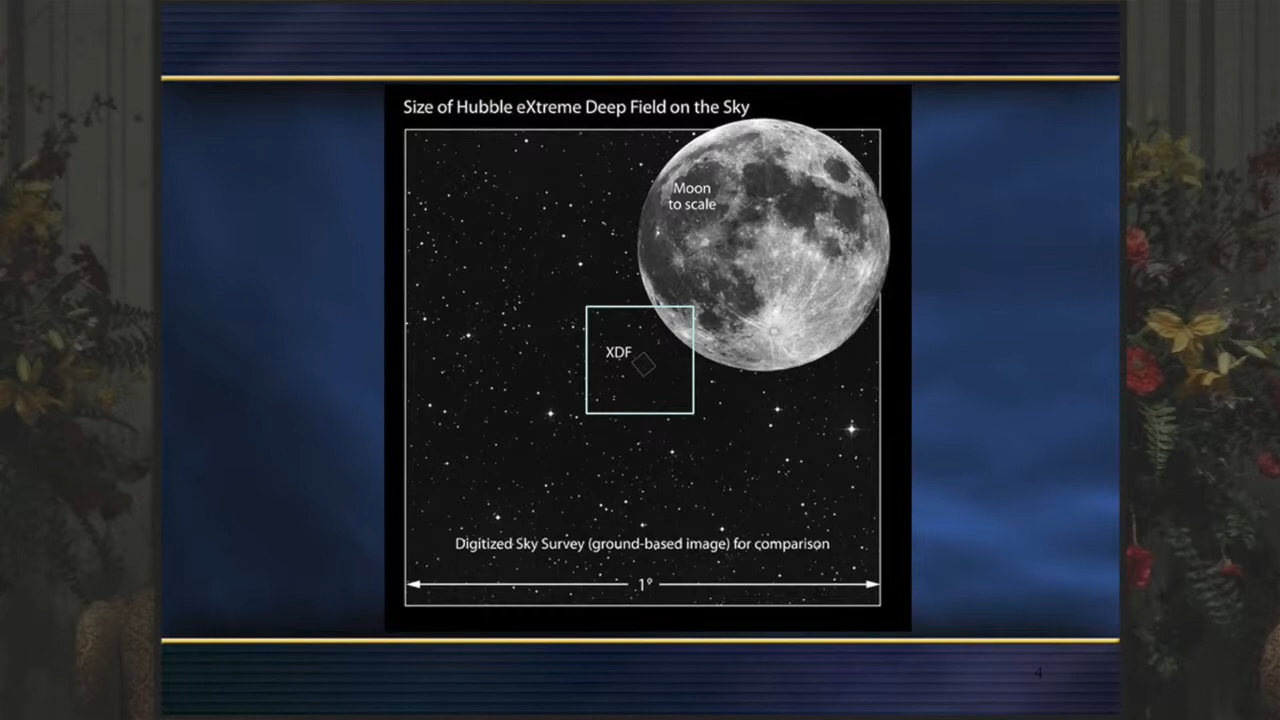 Size of Hubble eXtreme Deep Field on the Sky
Moon
to scale
XDF
Digitized Sky Survey (ground-based image) for comparison
1°
4